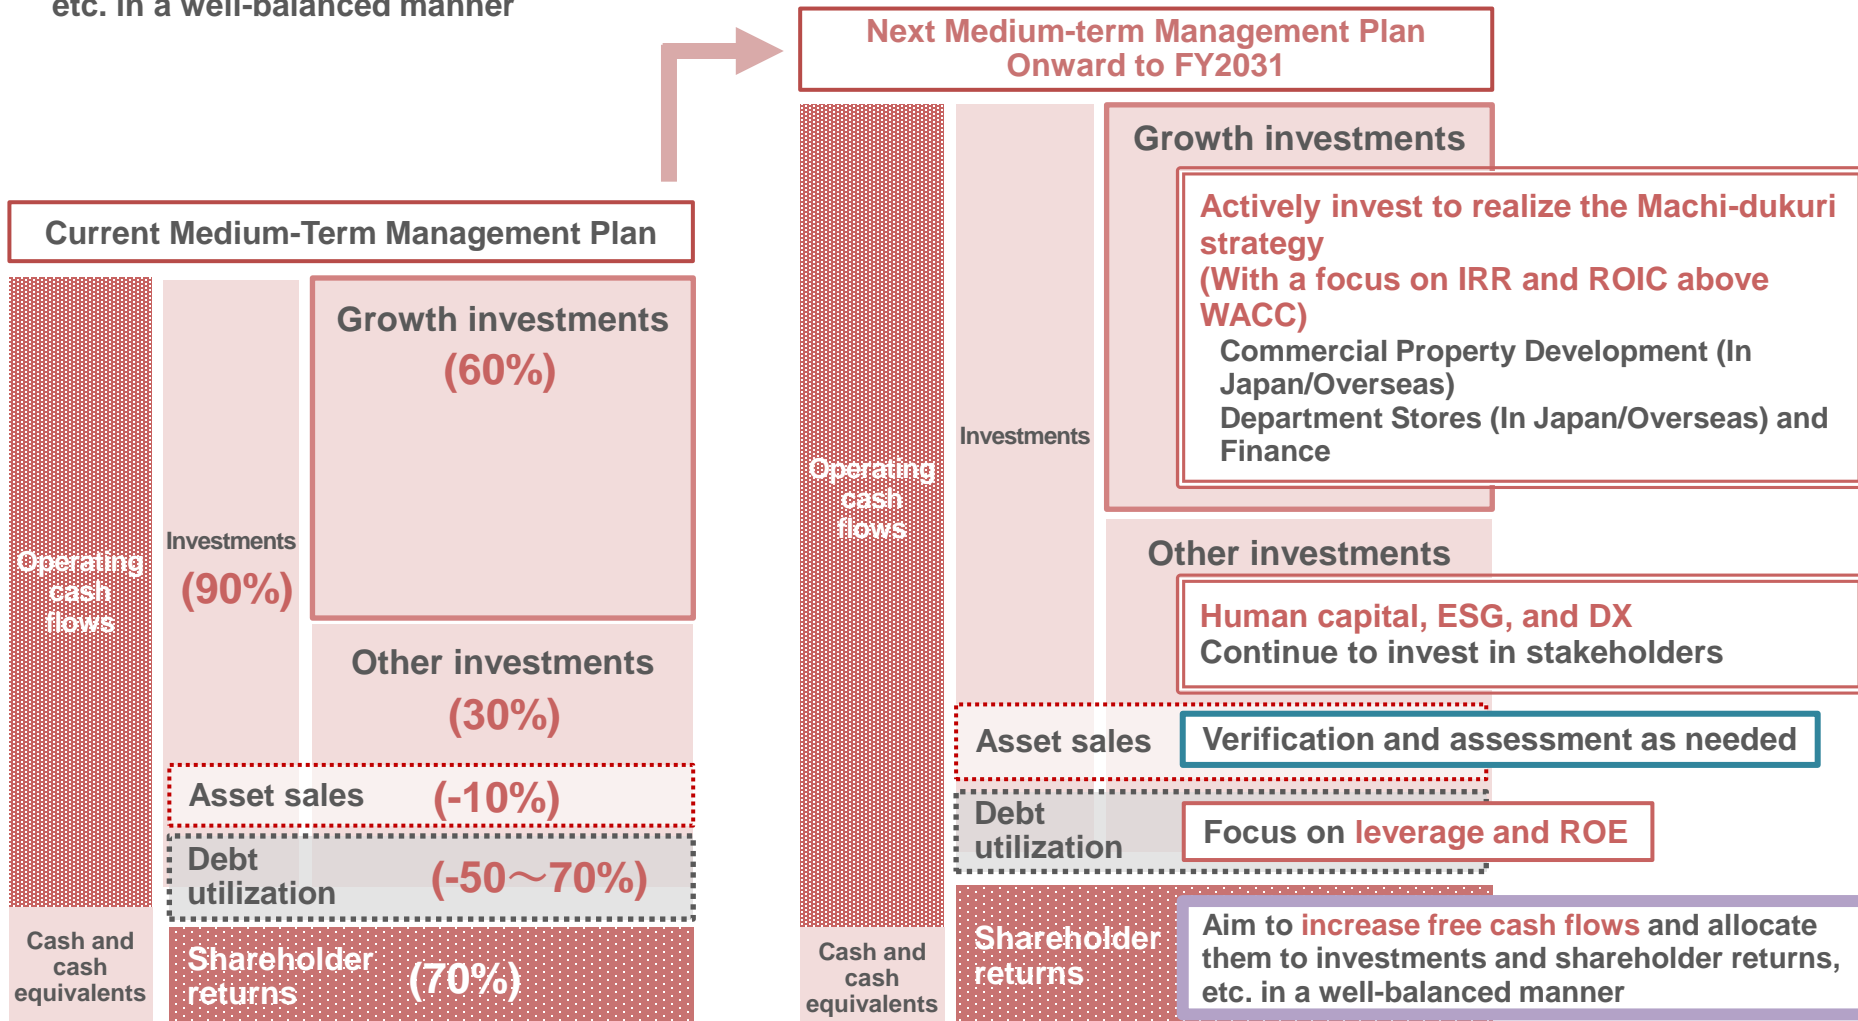 etc. in a well-balanced manner
Next Medium-term Management Plan
Onward to FY2031
Current Medium-Term Management Plan
Operating
cash
flows
Cash and
cash
equivalents
Investments
(90%)
Growth investments
(60%)
Other investments
(30%)
Asset sales (-10%)
Debt
utilization
(-50～70%)
Shareholder
returns
(70%)
Operating
cash
flows
Cash and
cash
equivalents
Investments
Growth investments
Actively invest to realize the Machi-dukuri
strategy
(With a focus on IRR and ROIC above
WACC)
Commercial Property Development (In
Japan/Overseas)
Department Stores (In Japan/Overseas) and
Finance
Other investments
Human capital, ESG, and DX
Continue to invest in stakeholders
Asset sales
Verification and assessment as needed
Debt
utilization
Focus on leverage and ROE
Shareholder
returns
Aim to increase free cash flows and allocate
them to investments and shareholder returns,
etc. in a well-balanced manner